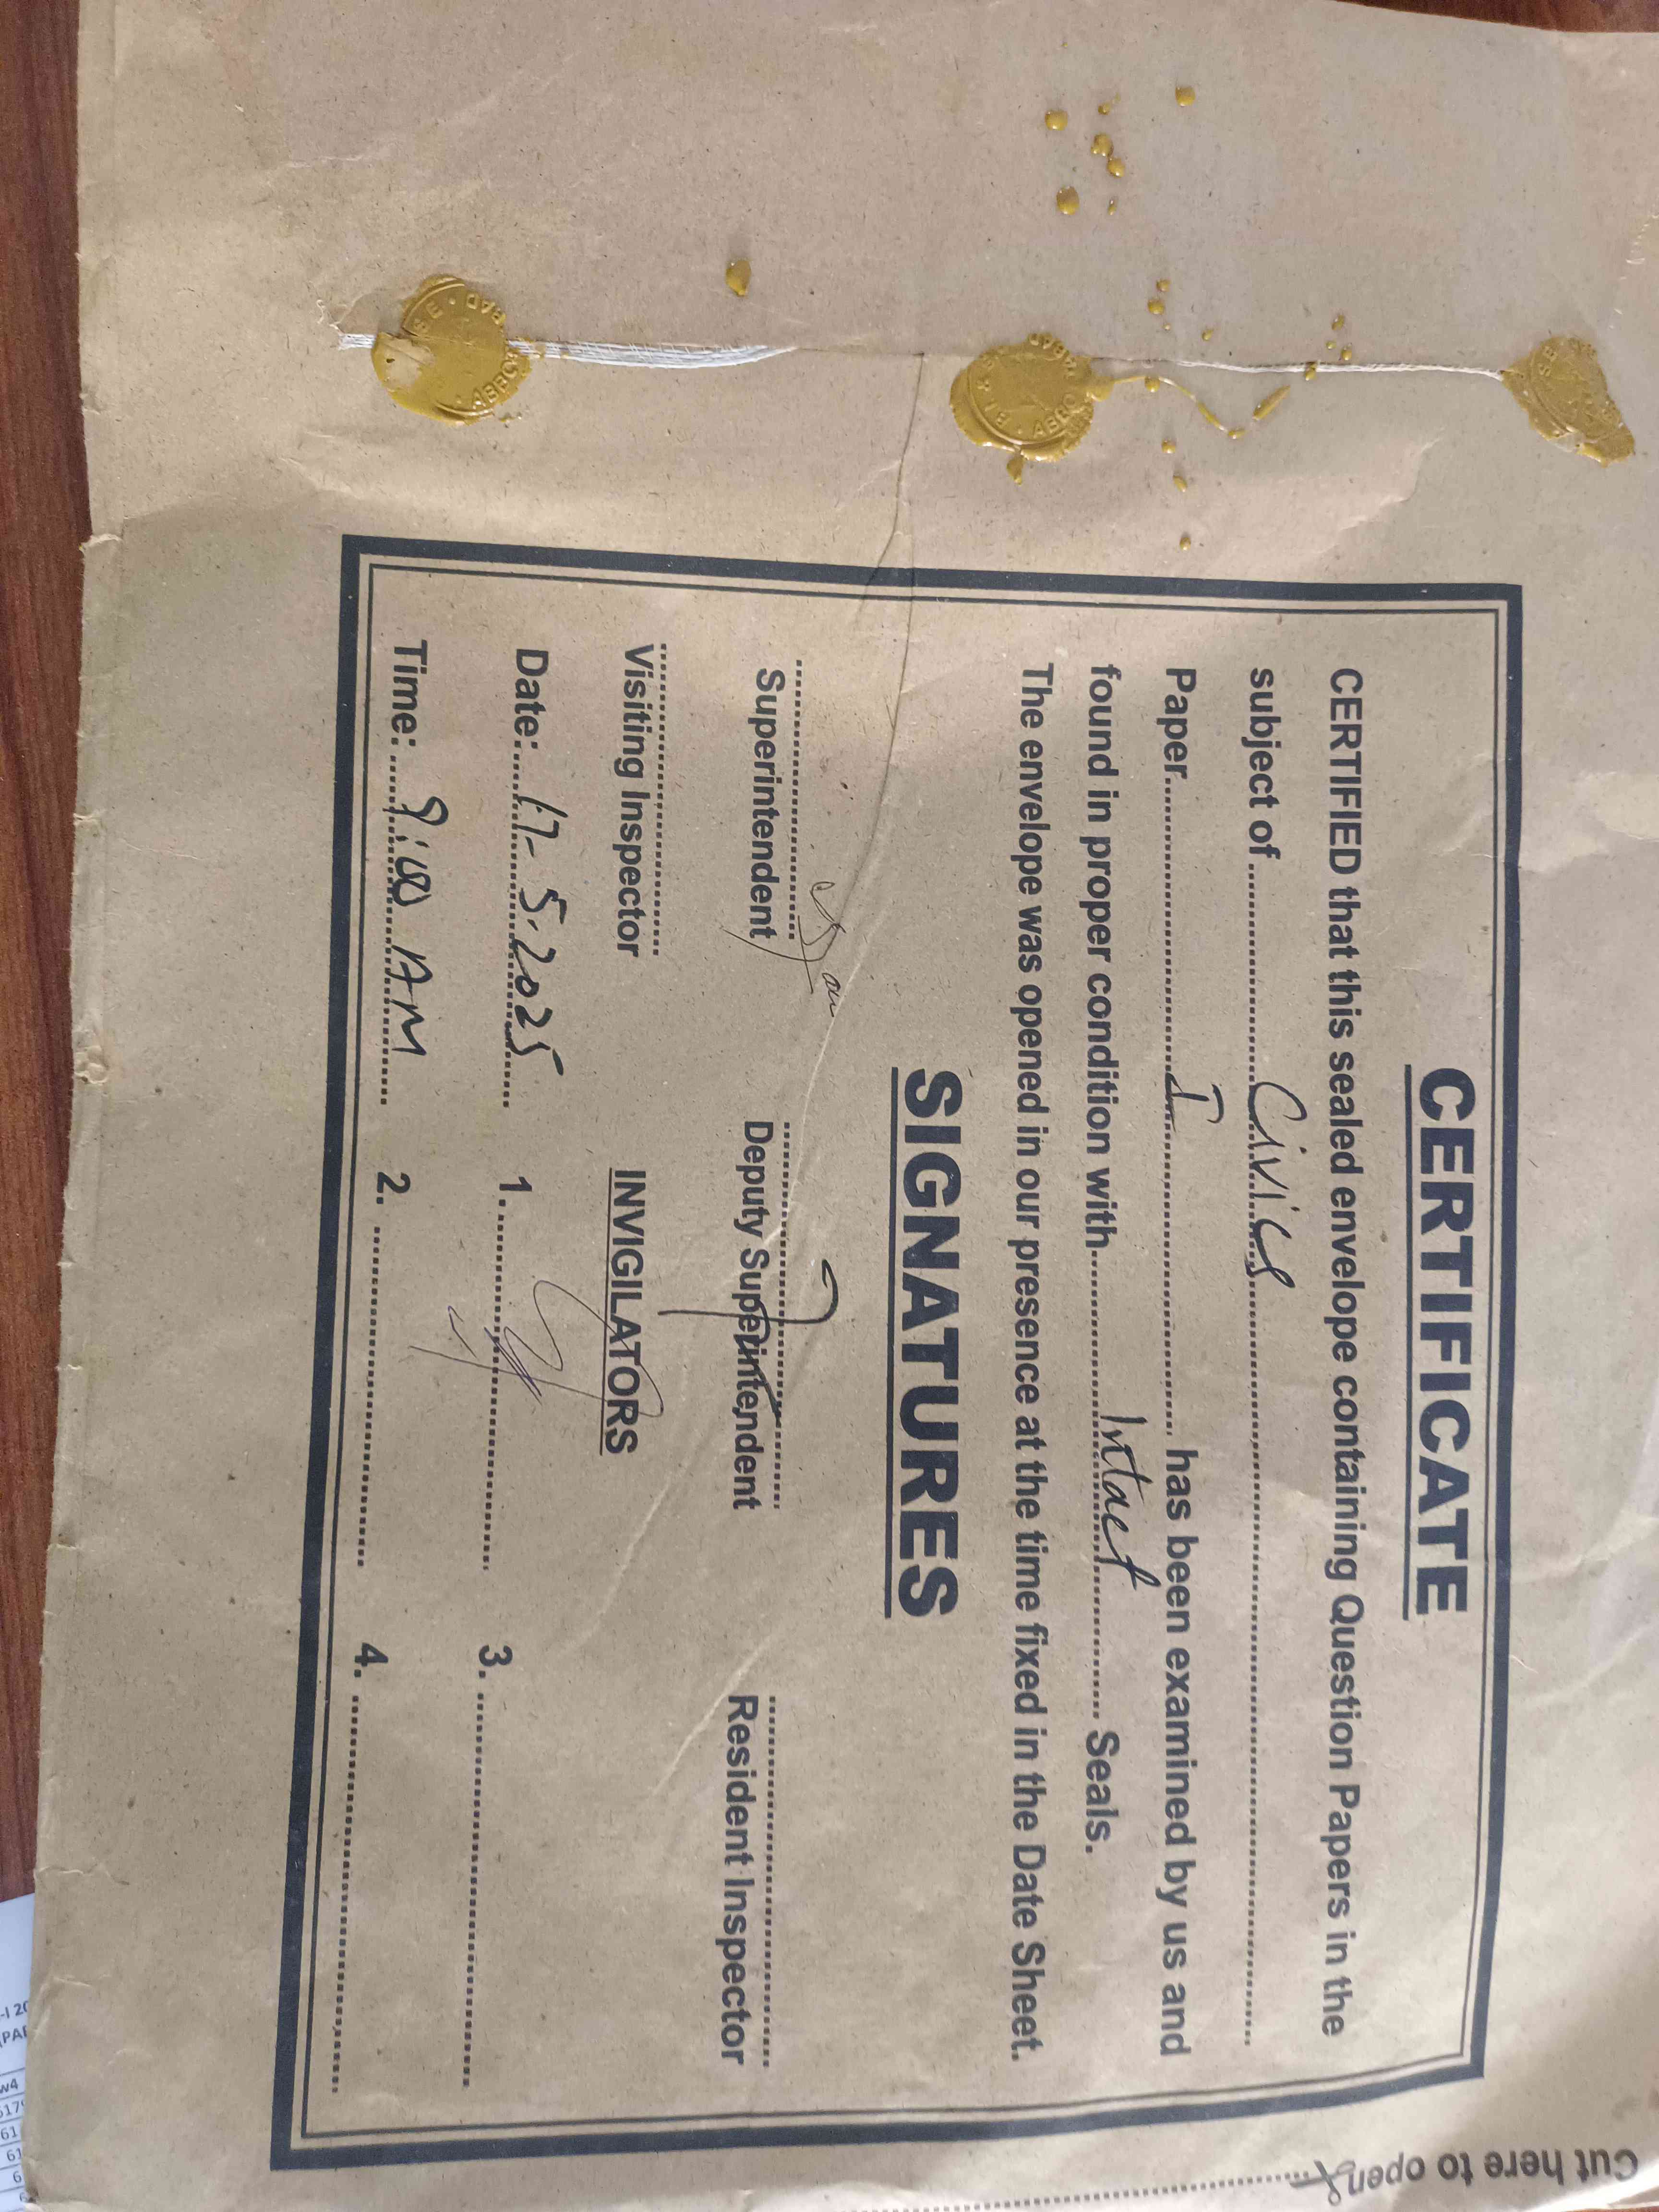 CERTIFICATE
CERTIFIED that this sealed envelope containing Question Papers in the
subject of Civics
Paper I has been examined by us and
found in proper condition with Intact Seals.
The envelope was opened in our presence at the time fixed in the Date Sheet.
SIGNATURES
Superintendent
Deputy Superintendent
Resident Inspector
Visiting Inspector
INVIGILATORS
Date: 17-5-2025
1.
3.
Time: 9:00 AM
2.
4.
Cut here to open